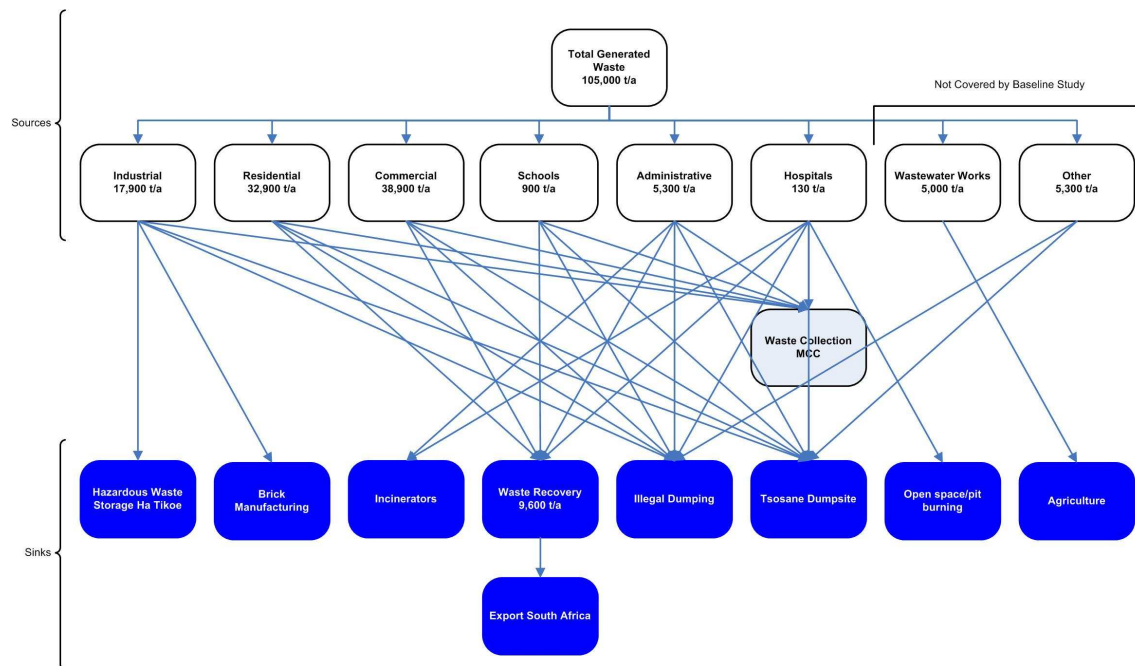 Total Generated
Waste
105,000 t/a
Not Covered by Baseline Study
Sources
Industrial
17,900 t/a
Residential
32,900 t/a
Commercial
38,900 t/a
Schools
900 t/a
Administrative
5,300 t/a
Hospitals
130 t/a
Wastewater Works
5,000 t/a
Other
5,300 t/a
Waste Collection
MCC
Hazardous Waste
Storage Ha Tikoe
Brick
Manufacturing
Incinerators
Waste Recovery
9,600 t/a
Illegal Dumping
Tsosane Dumpsite
Open space/pit
burning
Agriculture
Sinks
Export South Africa